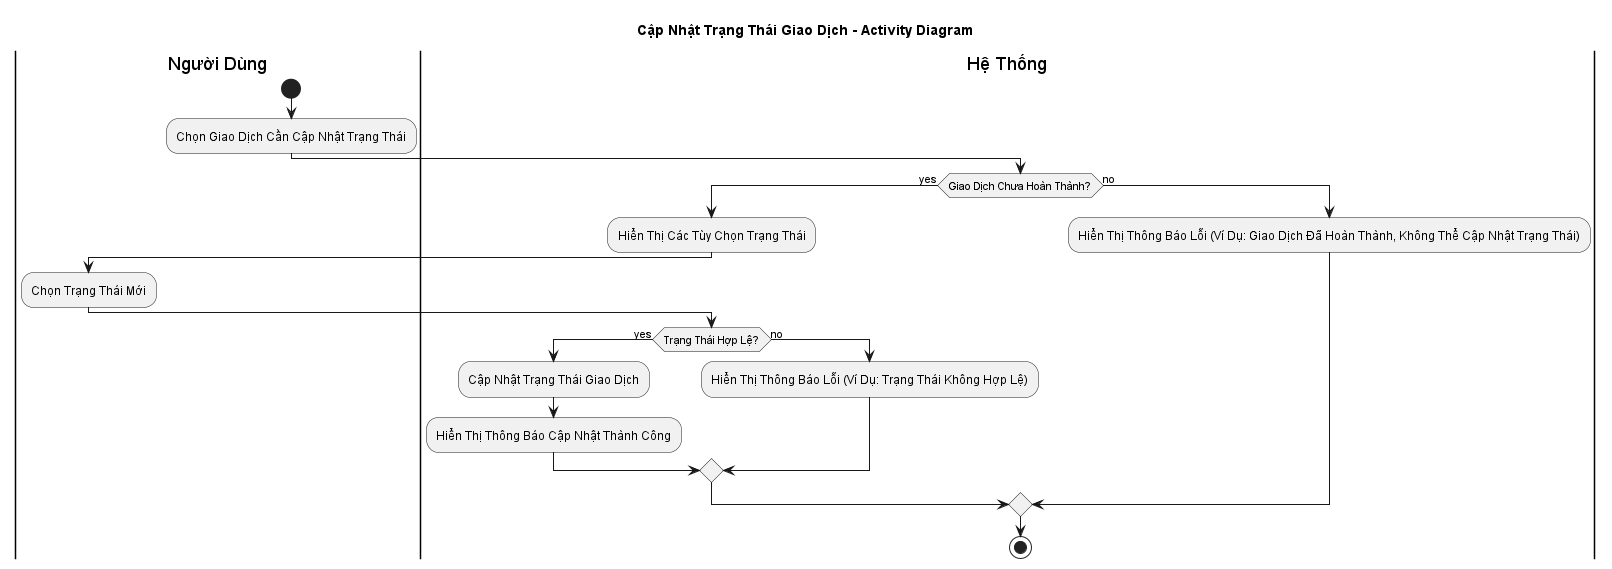 Cập Nhật Trạng Thái Giao Dịch - Activity Diagram
Người Dùng
Hệ Thống
Chọn Giao Dịch Cần Cập Nhật Trạng Thái
yes
Giao Dịch Chưa Hoàn Thành?
no
Hiển Thị Các Tùy Chọn Trạng Thái
Hiển Thị Thông Báo Lỗi (Ví Dụ: Giao Dịch Đã Hoàn Thành, Không Thể Cập Nhật Trạng Thái)
Chọn Trạng Thái Mới
yes
Trạng Thái Hợp Lệ?
no
Cập Nhật Trạng Thái Giao Dịch
Hiển Thị Thông Báo Lỗi (Ví Dụ: Trạng Thái Không Hợp Lệ)
Hiển Thị Thông Báo Cập Nhật Thành Công